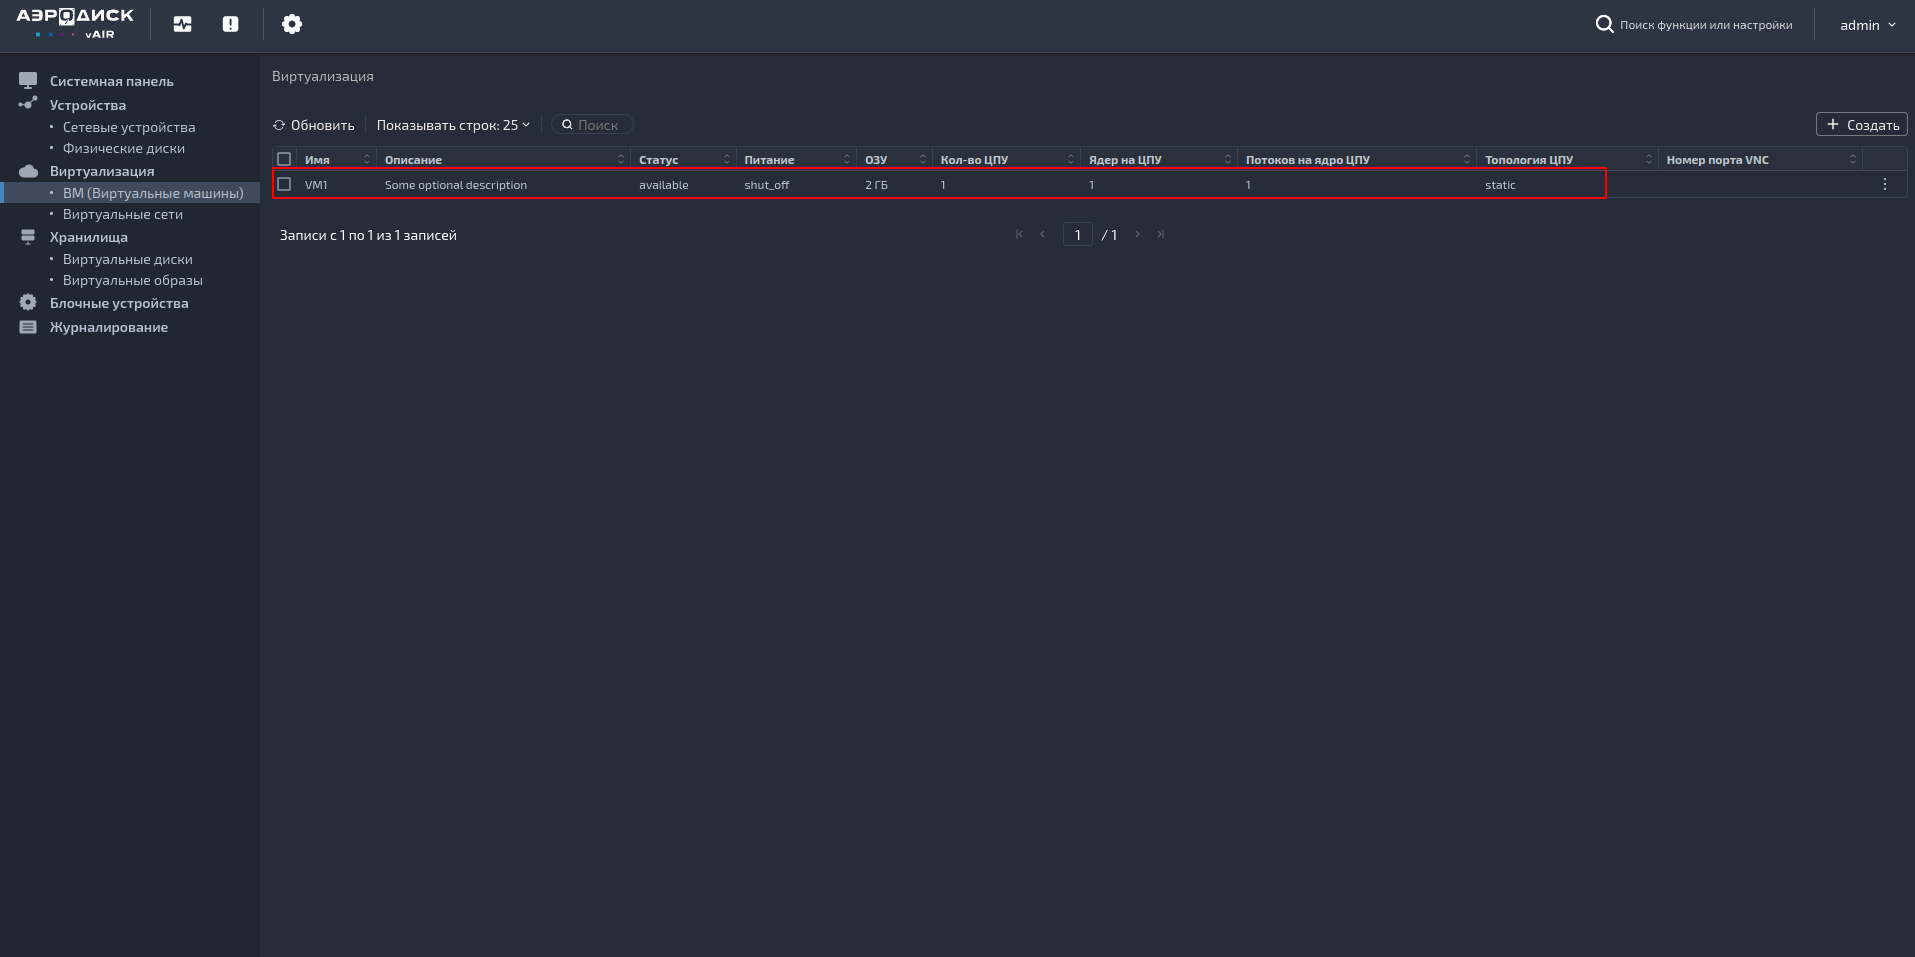 АЭРОДИСК
vAIR
Поиск функции или настройки
admin
Системная панель
Устройства
• Сетевые устройства
• Физические диски
Виртуализация
• ВМ (Виртуальные машины)
• Виртуальные сети
Хранилища
• Виртуальные диски
• Виртуальные образы
Блочные устройства
Журналирование
Виртуализация
Обновить Показывать строк: 25 Поиск Создать
Имя Описание Статус Питание ОЗУ Кол-во ЦПУ Ядер на ЦПУ Потоков на ядро ЦПУ Топология ЦПУ Номер порта VNC
VM1 Some optional description available shut_off 2 ГБ 1 1 1 static
Записи с 1 по 1 из 1 записей 1 / 1